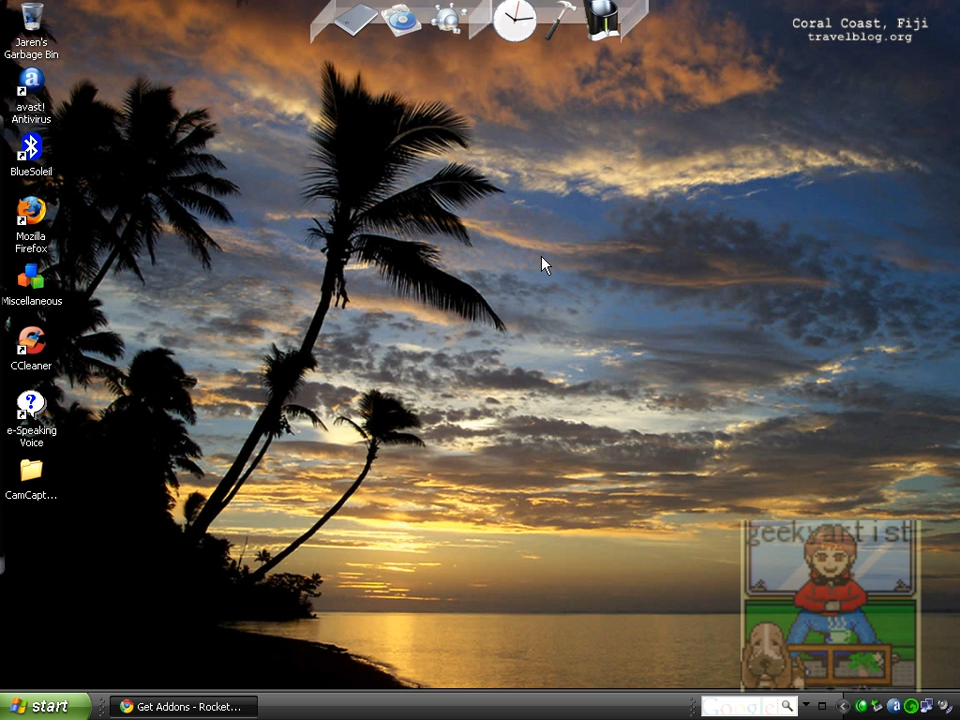 Coral Coast, Fiji
travelblog.org
Jaren's
Garbage Bin
avast!
Antivirus
BlueSoleil
Mozilla
Firefox
Miscellaneous
CCleaner
e-Speaking
Voice
CamCapt...
geekyartist
start
Get Addons - Rocket...
Google